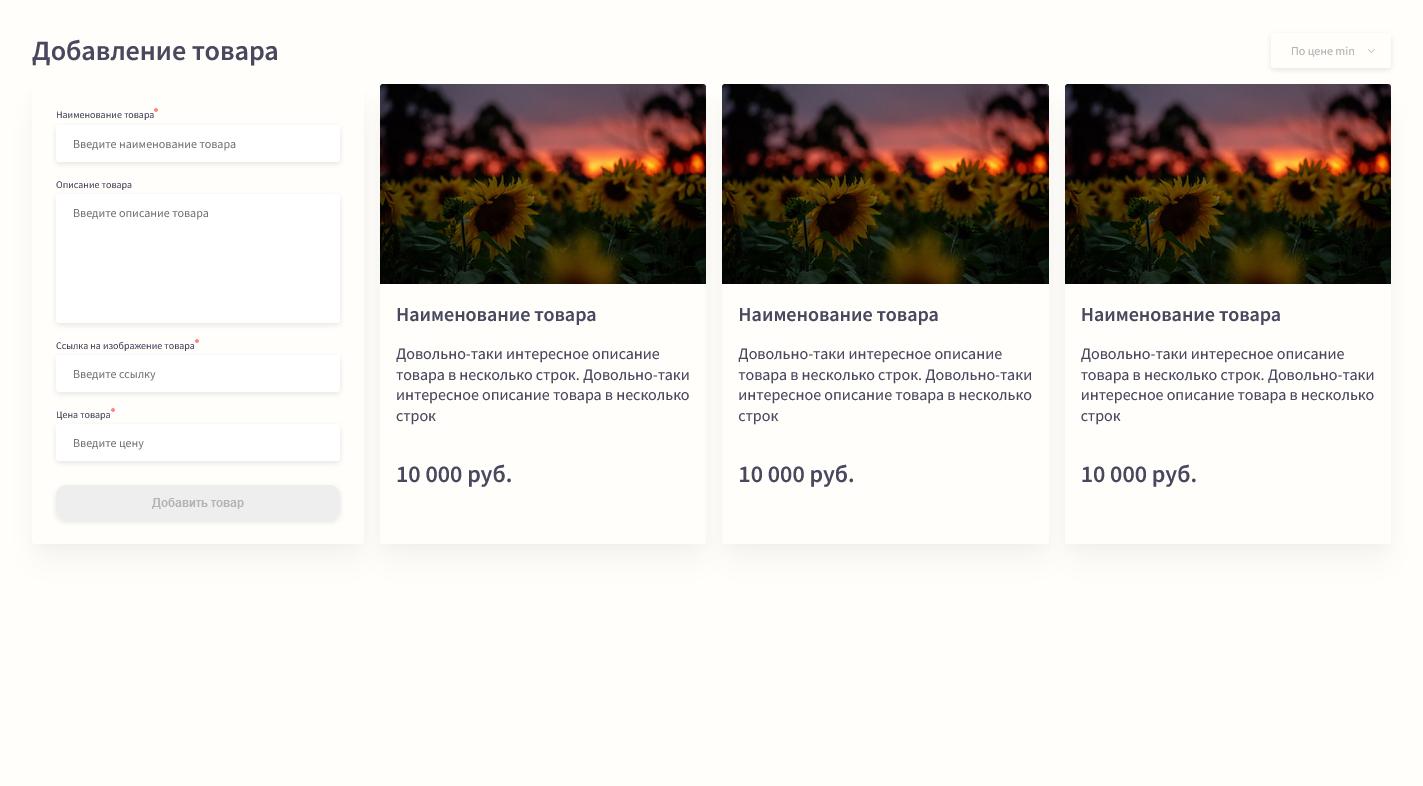 Добавление товара
По цене min
Наименование товара
Введите наименование товара
Описание товара
Введите описание товара
Ссылка на изображение товара
Введите ссылку
Цена товара
Введите цену
Добавить товар
Наименование товара
Довольно-таки интересное описание
товара в несколько строк. Довольно-таки
интересное описание товара в несколько
строк
10 000 руб.
Наименование товара
Довольно-таки интересное описание
товара в несколько строк. Довольно-таки
интересное описание товара в несколько
строк
10 000 руб.
Наименование товара
Довольно-таки интересное описание
товара в несколько строк. Довольно-таки
интересное описание товара в несколько
строк
10 000 руб.